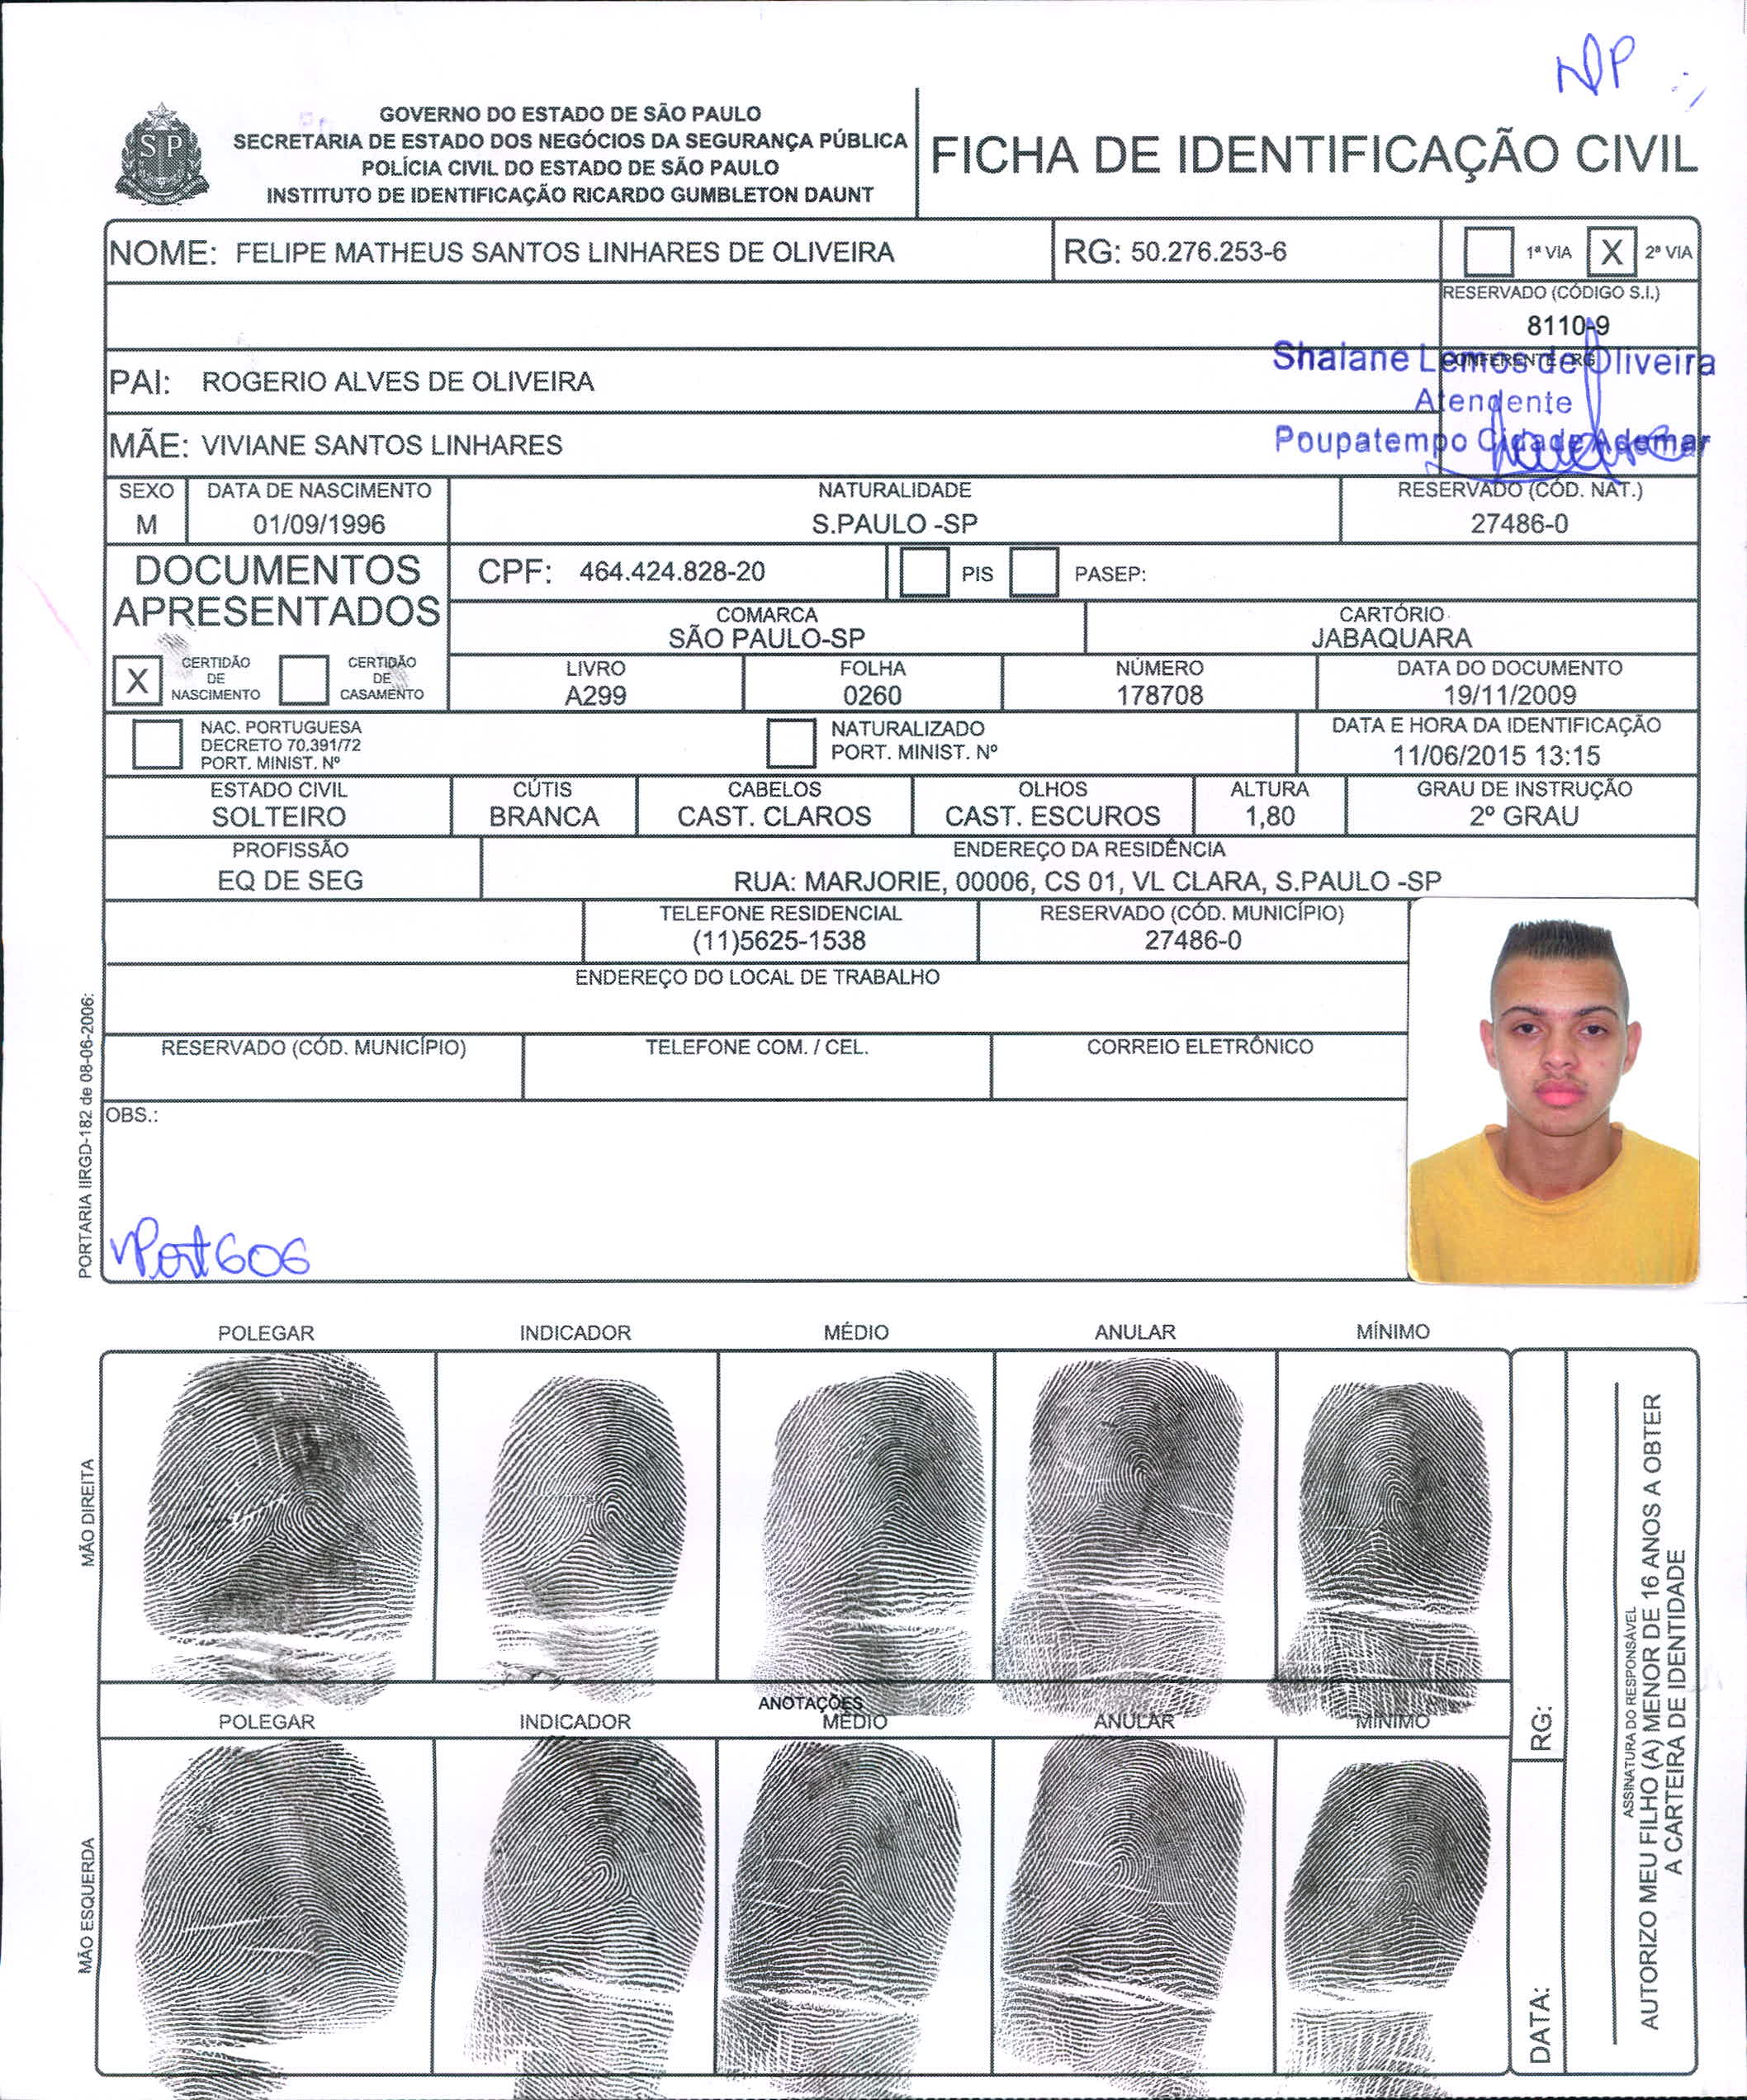 NDP
SP
GOVERNO DO ESTADO DE SÃO PAULO
SECRETARIA DE ESTADO DOS NEGÓCIOS DA SEGURANÇA PÚBLICA
POLÍCIA CIVIL DO ESTADO DE SÃO PAULO
INSTITUTO DE IDENTIFICAÇÃO RICARDO GUMBLETON DAUNT
FICHA DE IDENTIFICAÇÃO CIVIL
NOME: FELIPE MATHEUS SANTOS LINHARES DE OLIVEIRA
RG: 50.276.253-6
1ª VIA X 2ª VIA
RESERVADO (CÓDIGO S.I.)
8110-9
CONFERENTE - RG
Shaiane Lemos de Oliveira
Atendente
Poupatempo Cidade Ademar
PAI: ROGERIO ALVES DE OLIVEIRA
MÃE: VIVIANE SANTOS LINHARES
SEXO
M
DATA DE NASCIMENTO
01/09/1996
NATURALIDADE
S.PAULO -SP
RESERVADO (CÓD. NAT.)
27486-0
DOCUMENTOS
APRESENTADOS
X CERTIDÃO
DE
NASCIMENTO
CERTIDÃO
DE
CASAMENTO
CPF: 464.424.828-20
PIS
PASEP:
COMARCA
SÃO PAULO-SP
CARTÓRIO
JABAQUARA
LIVRO
A299
FOLHA
0260
NÚMERO
178708
DATA DO DOCUMENTO
19/11/2009
NAC. PORTUGUESA
DECRETO 70.391/72
PORT. MINIST. Nº
NATURALIZADO
PORT. MINIST. Nº
DATA E HORA DA IDENTIFICAÇÃO
11/06/2015 13:15
ESTADO CIVIL
SOLTEIRO
CÚTIS
BRANCA
CABELOS
CAST. CLAROS
OLHOS
CAST. ESCUROS
ALTURA
1,80
GRAU DE INSTRUÇÃO
2º GRAU
PROFISSÃO
EQ DE SEG
ENDEREÇO DA RESIDÊNCIA
RUA: MARJORIE, 00006, CS 01, VL CLARA, S.PAULO -SP
TELEFONE RESIDENCIAL
(11)5625-1538
RESERVADO (CÓD. MUNICÍPIO)
27486-0
ENDEREÇO DO LOCAL DE TRABALHO
RESERVADO (CÓD. MUNICÍPIO)
TELEFONE COM. / CEL.
CORREIO ELETRÔNICO
OBS.:
606
PORTARIA IIRGD-182 de 08-06-2006:
POLEGAR
INDICADOR
MÉDIO
ANULAR
MÍNIMO
MÃO DIREITA
ANOTAÇÕES
POLEGAR
INDICADOR
MÉDIO
ANULAR
MÍNIMO
MÃO ESQUERDA
RG:
DATA:
ASSINATURA DO RESPONSÁVEL
AUTORIZO MEU FILHO (A) MENOR DE 16 ANOS A OBTER
A CARTEIRA DE IDENTIDADE